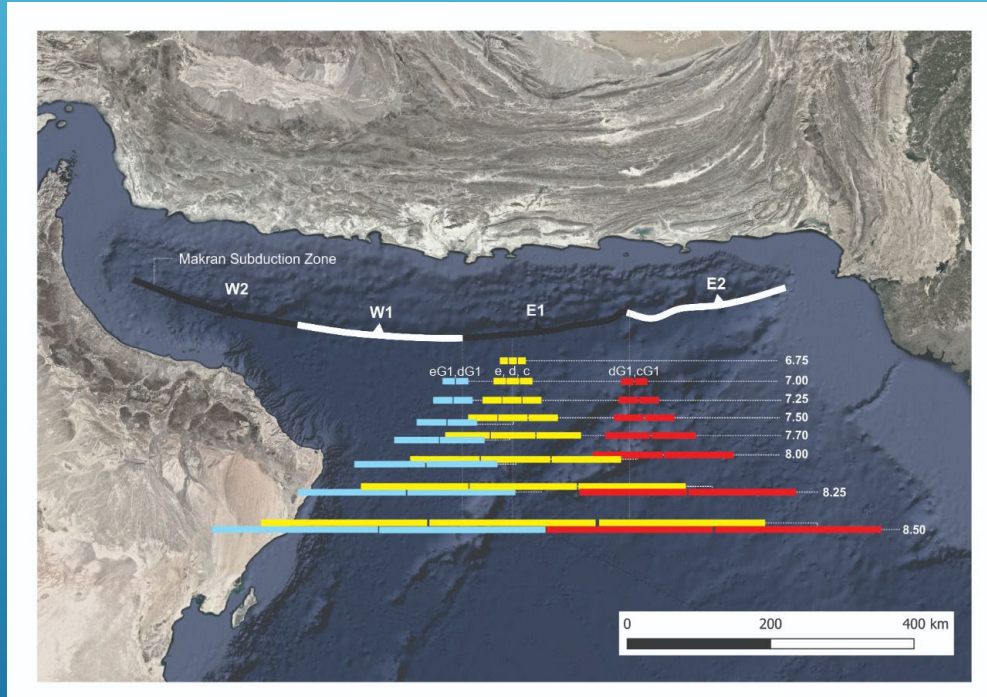 Makran Subduction Zone
W2
W1
E1
E2
6.75
eG1,dG1
e, d, c
dG1,cG1
7.00
7.25
7.50
7.70
8.00
8.25
8.50
0
200
400 km